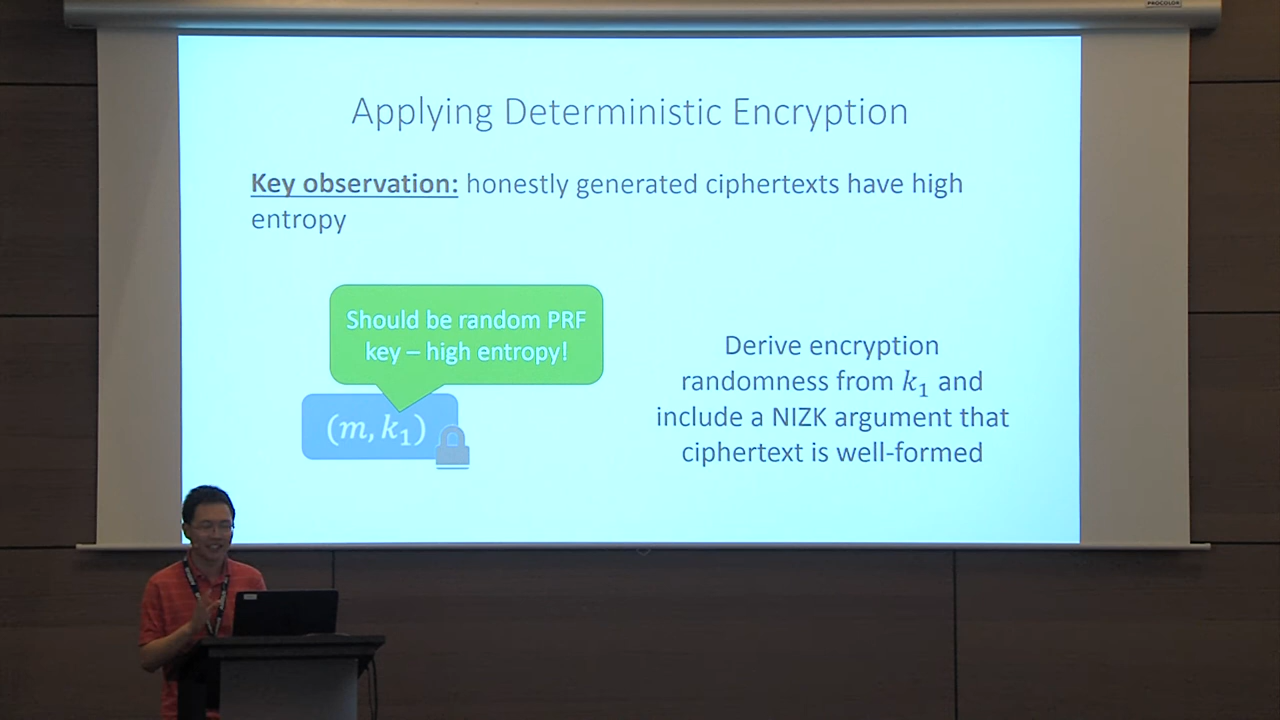 PROCOLOR
Applying Deterministic Encryption
Key observation: honestly generated ciphertexts have high
entropy
Should be random PRF
key – high entropy!
(m, k₁)
Derive encryption
randomness from k₁ and
include a NIZK argument that
ciphertext is well-formed